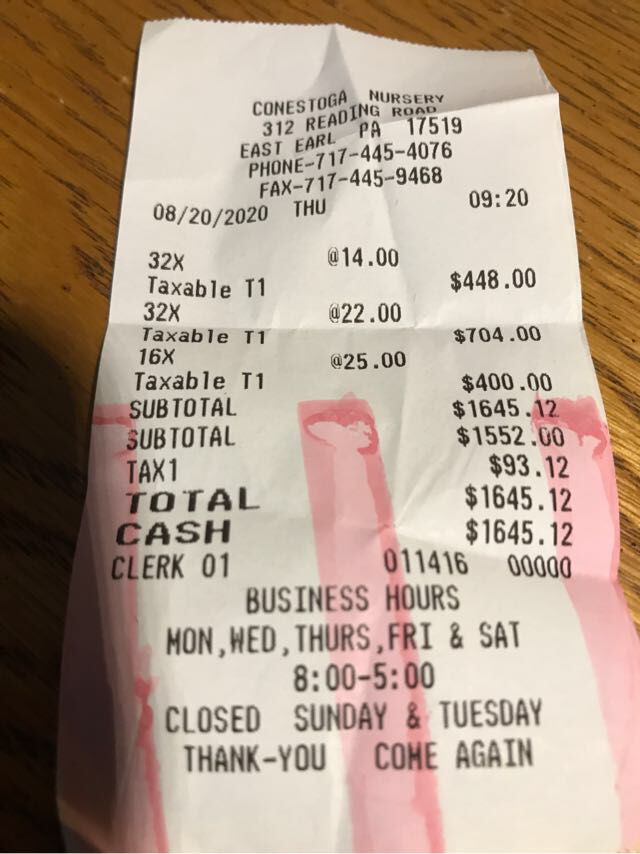 CONESTOGA NURSERY
312 READING ROAD
EAST EARL PA 17519
PHONE-717-445-4076
FAX-717-445-9468
08/20/2020 THU 09:20
32X @14.00
Taxable T1 $448.00
32X @22.00
Taxable T1 $704.00
16X @25.00
Taxable T1 $400.00
SUBTOTAL $1645.12
SUBTOTAL $1552.00
TAX1 $93.12
TOTAL $1645.12
CASH $1645.12
CLERK 01 011416 00000
BUSINESS HOURS
MON,WED,THURS,FRI & SAT
8:00-5:00
CLOSED SUNDAY & TUESDAY
THANK-YOU COME AGAIN